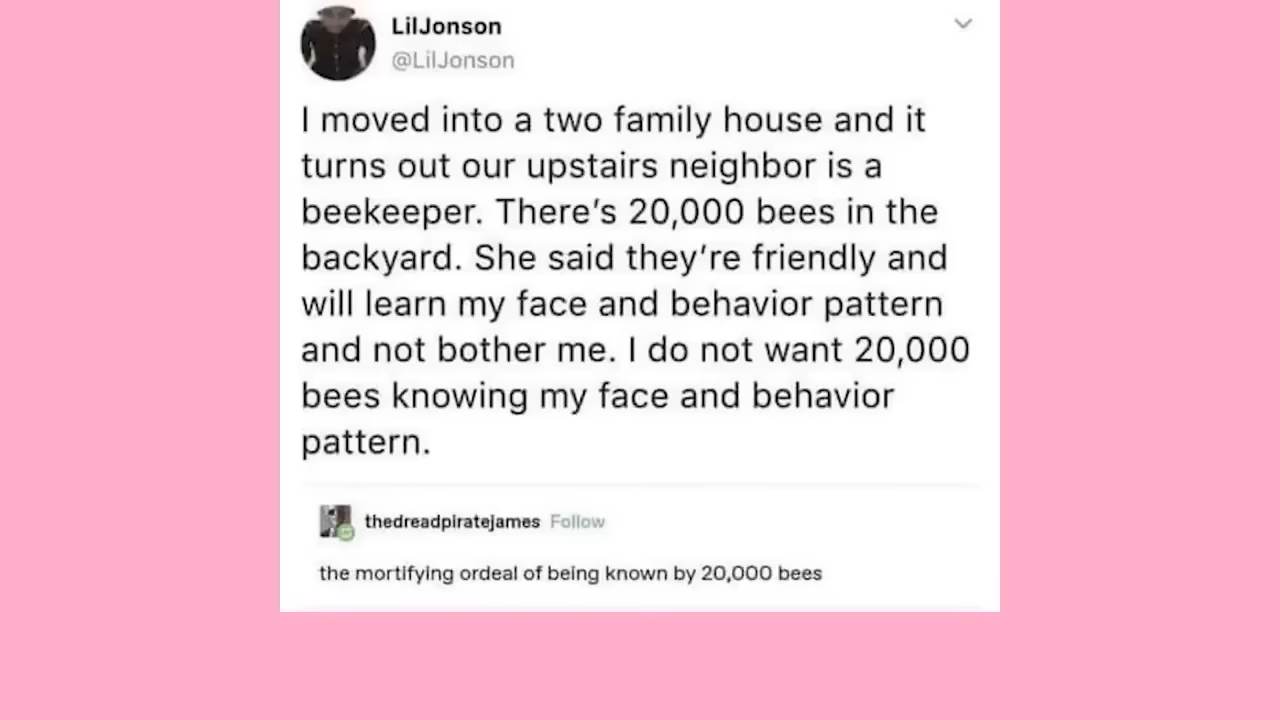 LilJonson
@LilJonson
I moved into a two family house and it
turns out our upstairs neighbor is a
beekeeper. There’s 20,000 bees in the
backyard. She said they’re friendly and
will learn my face and behavior pattern
and not bother me. I do not want 20,000
bees knowing my face and behavior
pattern.
thedreadpiratejames Follow
the mortifying ordeal of being known by 20,000 bees